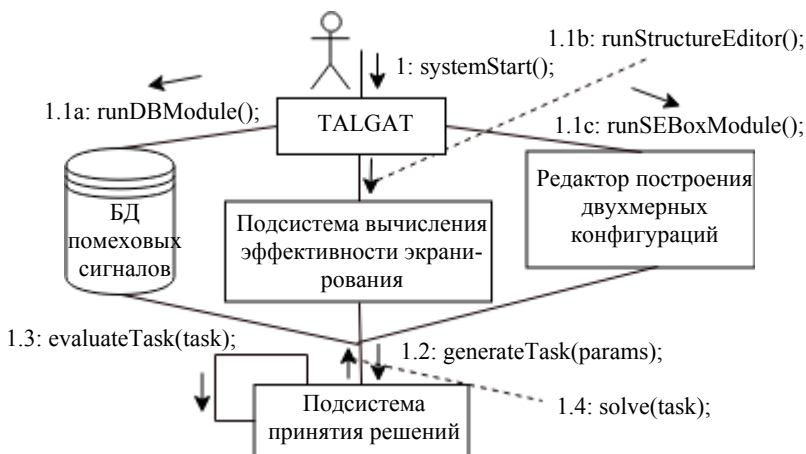 1.1b: runStructureEditor();
1: systemStart();
1.1a: runDBModule();
TALGAT
1.1c: runSEBoxModule();
БД
помеховых
сигналов
Подсистема вычисления
эффективности экрани-
рования
Редактор построения
двухмерных
конфигураций
1.3: evaluateTask(task);
1.2: generateTask(params);
Подсистема
принятия решений
1.4: solve(task);